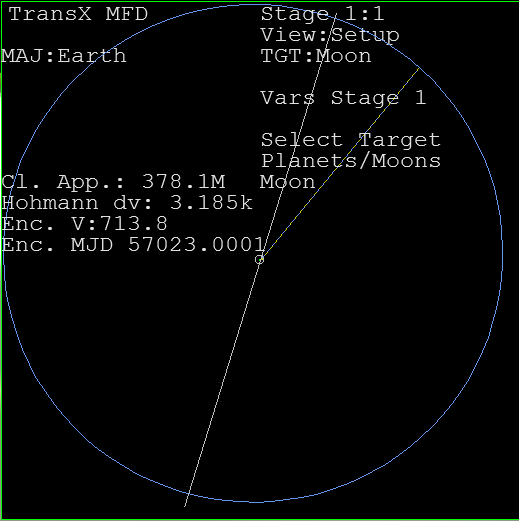 TransX MFD
Stage 1:1
View:Setup
MAJ:Earth
TGT:Moon
Vars Stage 1
Select Target
Planets/Moons
Moon
Cl. App.: 378.1M
Hohmann dv: 3.185k
Enc. V:713.8
Enc. MJD 57023.0001